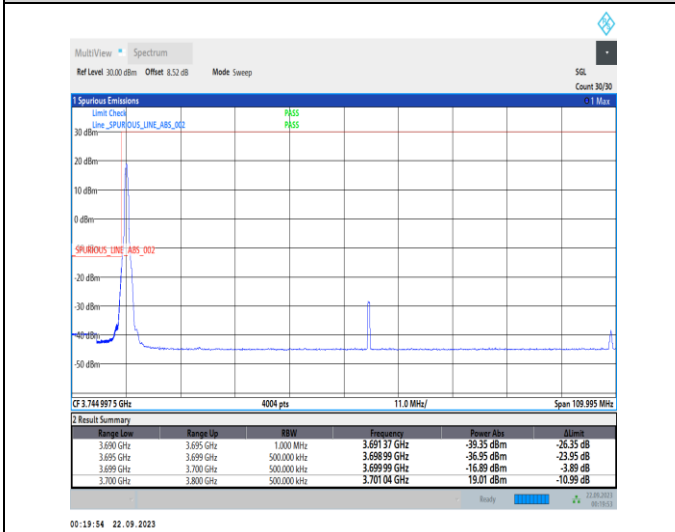 MultiView
Spectrum
Ref Level 30.00 dBm Offset 8.52 dB Mode Sweep SGL
Count 30/30
1 Spurious Emissions 1 Max
Limit Check PASS
Line _SPURIOUS_LINE_ABS_002 PASS
30 dBm
20 dBm
10 dBm
0 dBm
_SPURIOUS_LINE_ABS_002
-20 dBm
-30 dBm
-40 dBm
-50 dBm
CF 3.744 997 5 GHz 4004 pts 11.0 MHz/ Span 109.995 MHz
2 Result Summary
Range Low Range Up RBW Frequency Power Abs ΔLimit
3.690 GHz 3.695 GHz 1.000 MHz 3.691 37 GHz -39.35 dBm -26.35 dB
3.695 GHz 3.699 GHz 500.000 kHz 3.698 99 GHz -36.95 dBm -23.95 dB
3.699 GHz 3.700 GHz 500.000 kHz 3.699 99 GHz -16.89 dBm -3.89 dB
3.700 GHz 3.800 GHz 500.000 kHz 3.701 04 GHz 19.01 dBm -10.99 dB
Ready 22.09.2023
00:19:53
00:19:54 22.09.2023